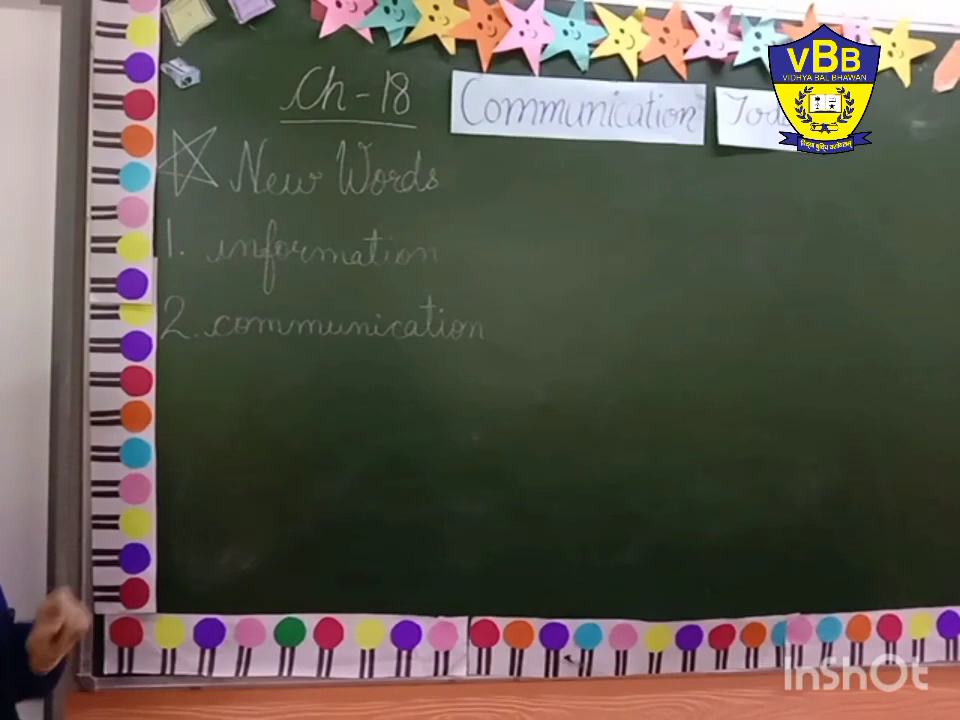 Ch - 18
Communication
VBB
VIDHYA BAL BHAWAN
New Words
1. information
2. communication
InShOt